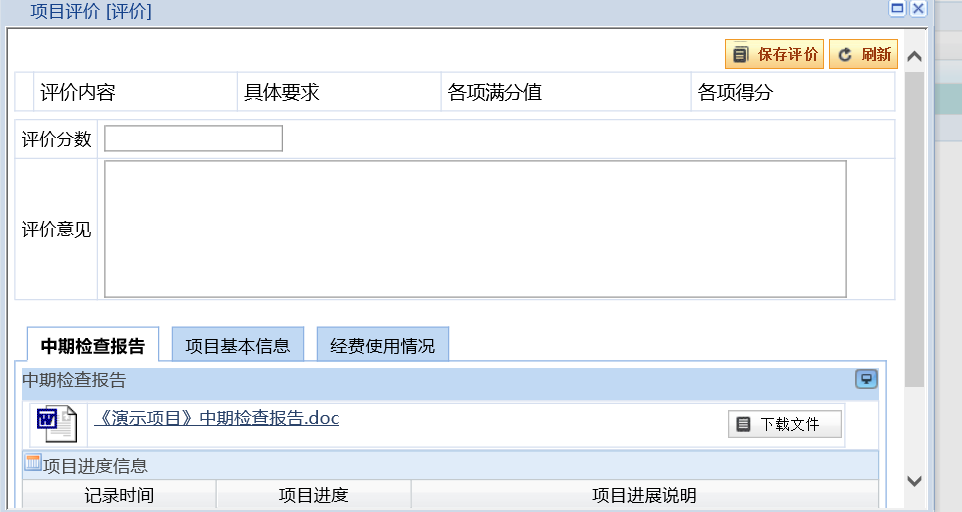 项目评价 [评价]
保存评价 刷新
评价内容 具体要求 各项满分值 各项得分
评价分数
评价意见
中期检查报告 项目基本信息 经费使用情况
中期检查报告
《演示项目》中期检查报告.doc 下载文件
项目进度信息
记录时间 项目进度 项目进展说明